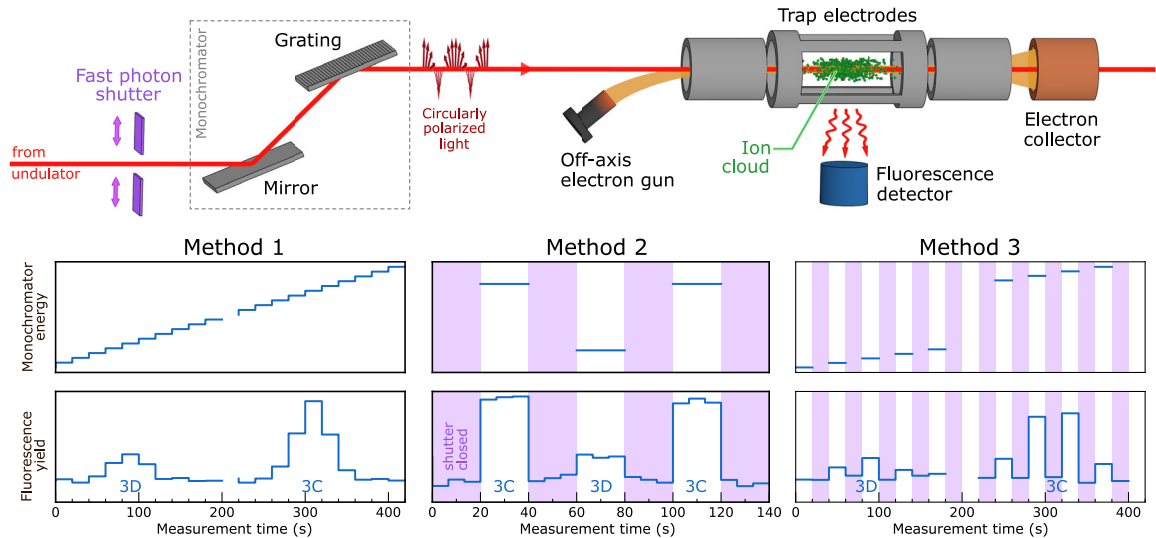 Trap electrodes
Grating
Fast photon
shutter
Monochromator
Circularly
polarized
light
from
undulator
Mirror
Off-axis
electron gun
Ion
cloud
Fluorescence
detector
Electron
collector
Method 1
Method 2
Method 3
Monochromator
energy
Fluorescence
yield
3D
3C
shutter
closed
3C
3D
3C
3D
3C
0
100
200
300
400
0
20
40
60
80
100
120
140
0
100
200
300
400
Measurement time (s)
Measurement time (s)
Measurement time (s)